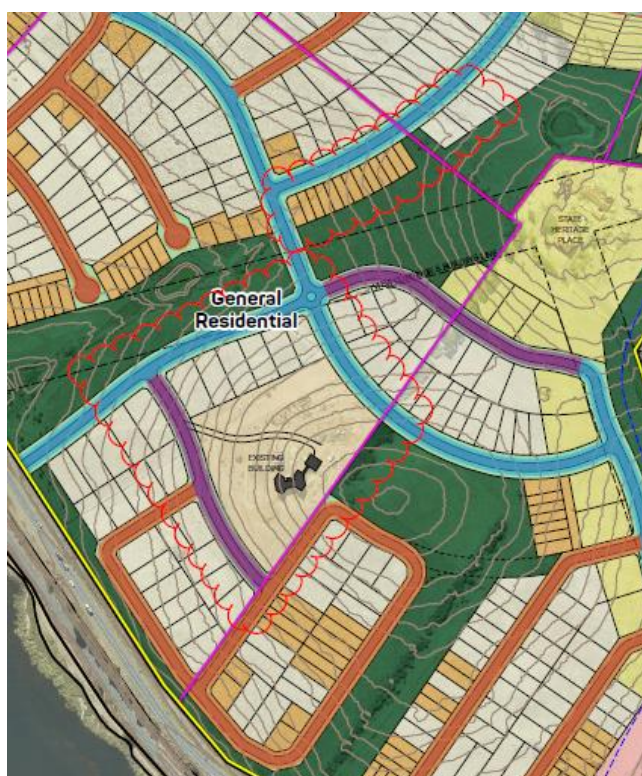 STATE
HERITAGE
PLACE
General
Residential
EXISTING
BUILDING